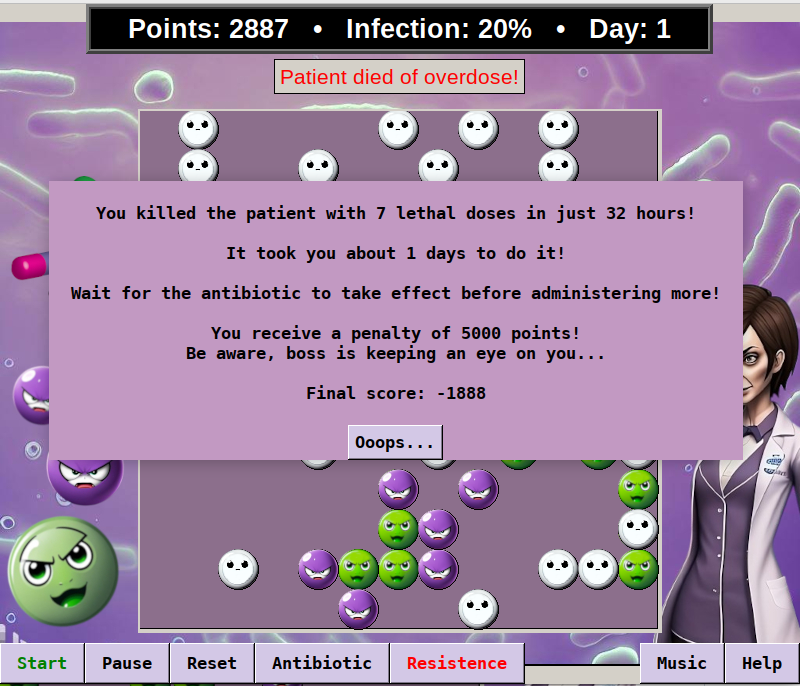 Points: 2887 • Infection: 20% • Day: 1
Patient died of overdose!
You killed the patient with 7 lethal doses in just 32 hours!
It took you about 1 days to do it!
Wait for the antibiotic to take effect before administering more!
You receive a penalty of 5000 points!
Be aware, boss is keeping an eye on you...
Final score: -1888
Ooops...
Start Pause Reset Antibiotic Resistence Music Help